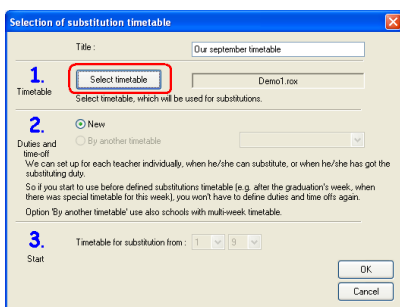 Selection of substitution timetable
Title :
Our september timetable
1.
Timetable
Select timetable
Demo1.rox
Select timetable, which will be used for substitutions.
2.
Duties and
time-off
New
By another timetable
We can set up for each teacher individually, when he/she can substitute, or when he/she has got the
substituting duty.
So if you start to use before defined substitutions timetable (e.g. after the graduation's week, when
there was special timetable for this week), you won't have to define duties and time offs again.
Option 'By another timetable' use also schools with multi-week timetable.
3.
Start
Timetable for substitution from : 1 9
OK
Cancel